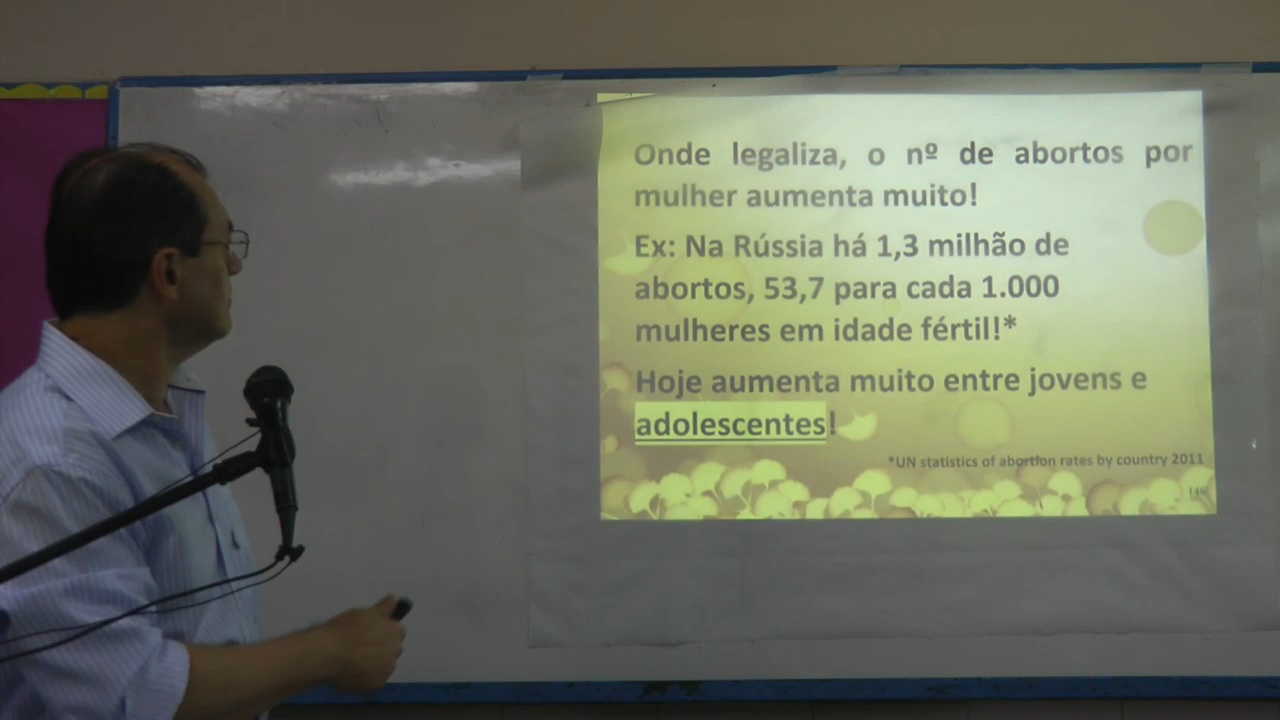 Onde legaliza, o nº de abortos por
mulher aumenta muito!
Ex: Na Rússia há 1,3 milhão de
abortos, 53,7 para cada 1.000
mulheres em idade fértil!*
Hoje aumenta muito entre jovens e
adolescentes!
*UN statistics of abortion rates by country 2011